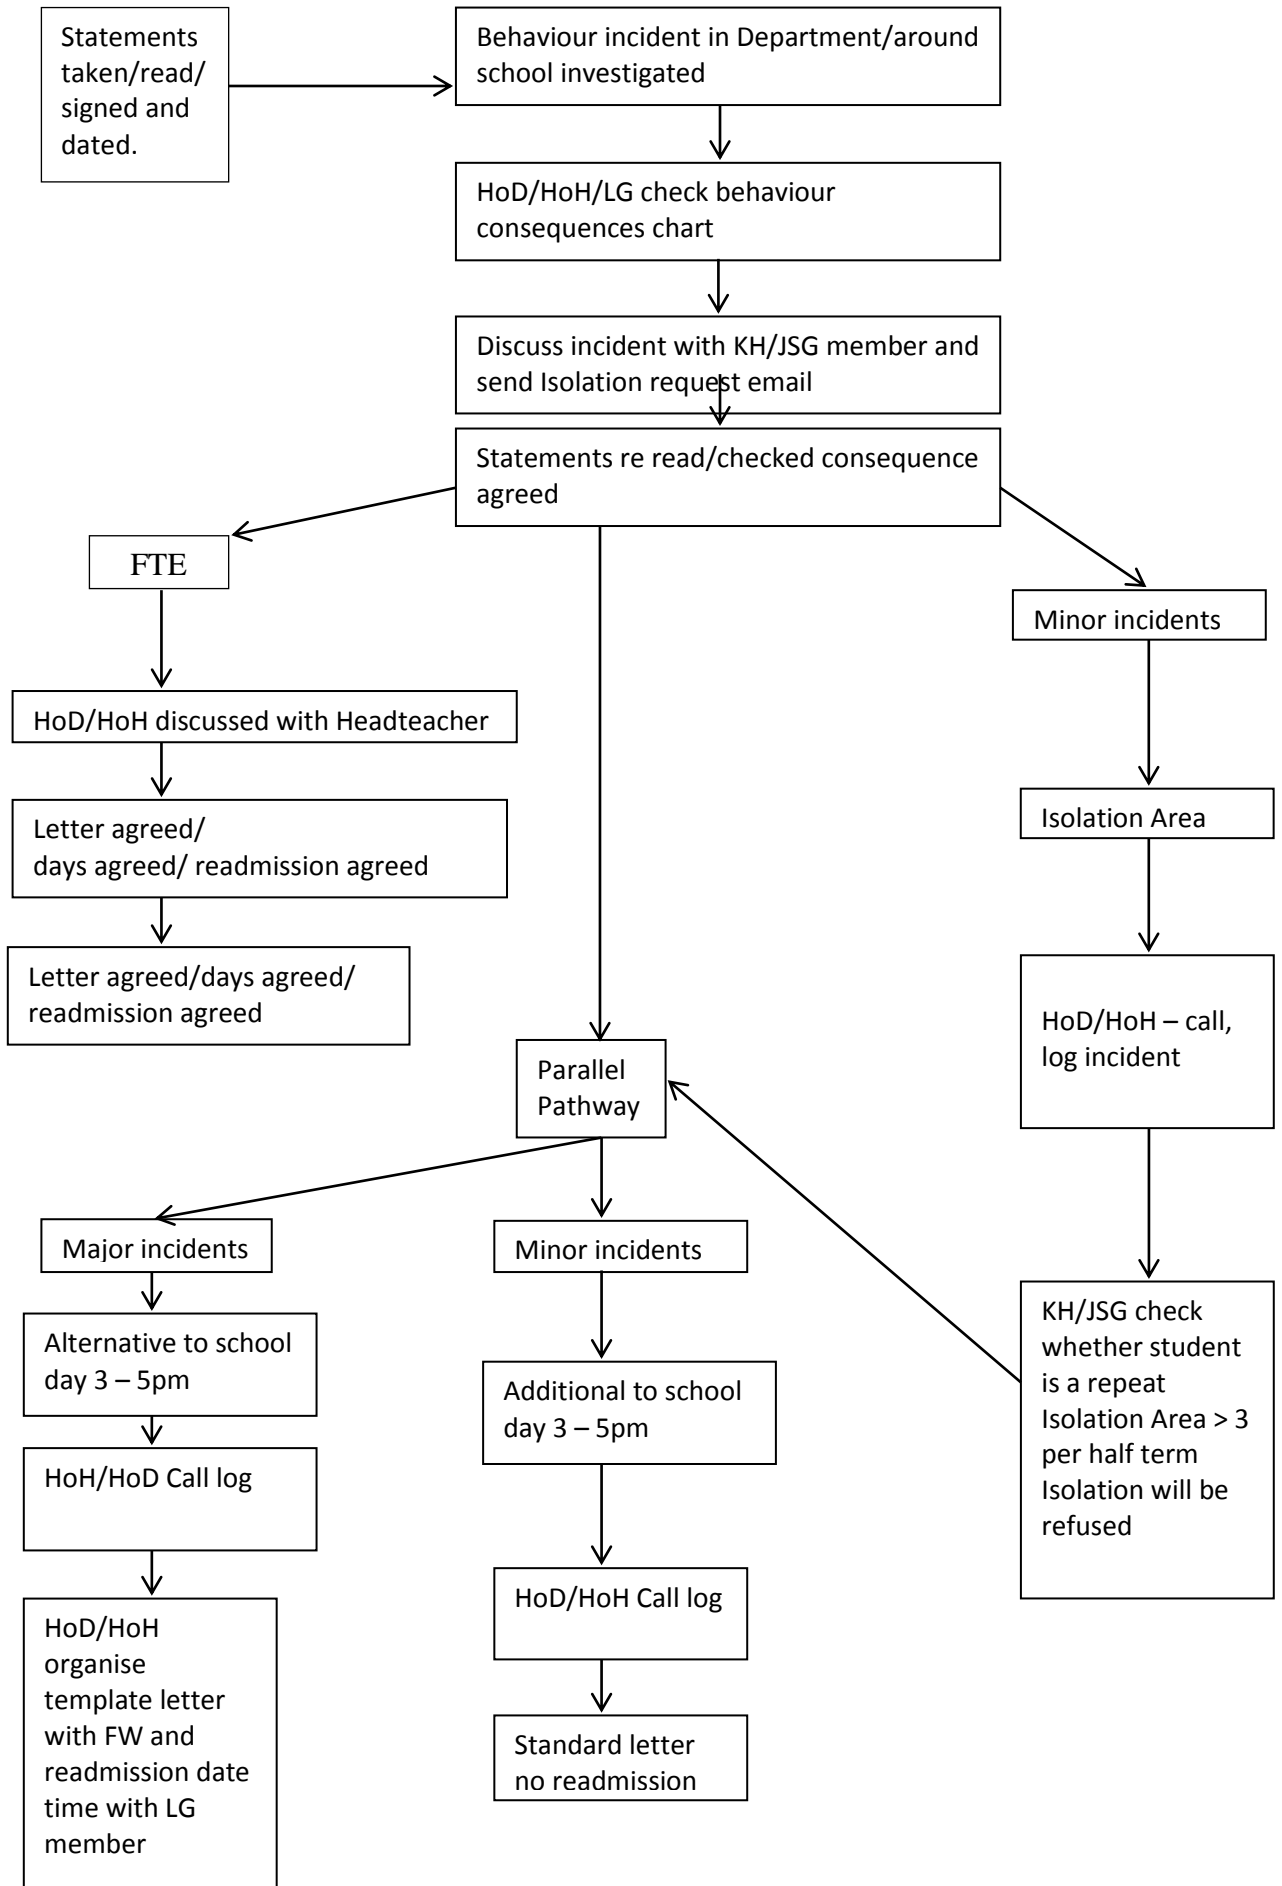 Statements
taken/read/
signed and
dated.
Behaviour incident in Department/around
school investigated
HoD/HoH/LG check behaviour
consequences chart
Discuss incident with KH/JSG member and
send Isolation request email
Statements re read/checked consequence
agreed
FTE
Minor incidents
HoD/HoH discussed with Headteacher
Isolation Area
Letter agreed/
days agreed/ readmission agreed
Letter agreed/days agreed/
readmission agreed
HoD/HoH – call,
log incident
Parallel
Pathway
Major incidents
Minor incidents
KH/JSG check
whether student
is a repeat
Isolation Area > 3
per half term
Isolation will be
refused
Alternative to school
day 3 – 5pm
Additional to school
day 3 – 5pm
HoH/HoD Call log
HoD/HoH Call log
HoD/HoH
organise
template letter
with FW and
readmission date
time with LG
member
Standard letter
no readmission